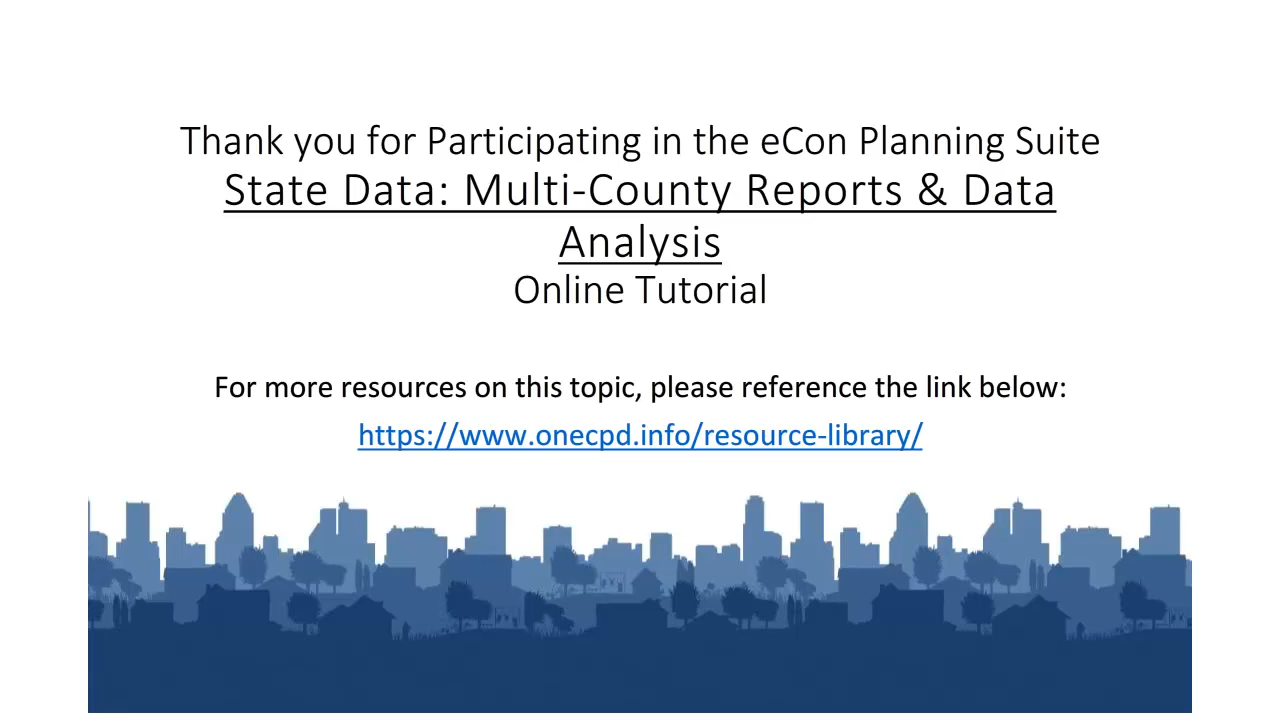 Thank you for Participating in the eCon Planning Suite
State Data: Multi-County Reports & Data
Analysis
Online Tutorial
For more resources on this topic, please reference the link below:
https://www.onecpd.info/resource-library/